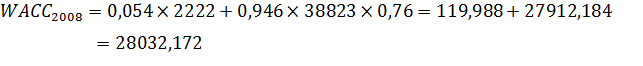 WACC₂₀₀₈ = 0,054 × 2222 + 0,946 × 38823 × 0,76 = 119,988 + 27912,184
= 28032,172